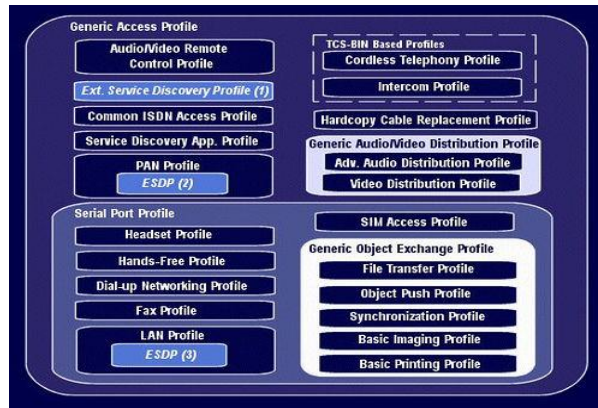 Generic Access Profile
Audio/Video Remote
Control Profile
Ext. Service Discovery Profile (1)
Common ISDN Access Profile
Service Discovery App. Profile
PAN Profile
ESDP (2)
TCS-BIN Based Profiles
Cordless Telephony Profile
Intercom Profile
Hardcopy Cable Replacement Profile
Generic Audio/Video Distribution Profile
Adv. Audio Distribution Profile
Video Distribution Profile
Serial Port Profile
Headset Profile
Hands-Free Profile
Dial-up Networking Profile
Fax Profile
LAN Profile
ESDP (3)
SIM Access Profile
Generic Object Exchange Profile
File Transfer Profile
Object Push Profile
Synchronization Profile
Basic Imaging Profile
Basic Printing Profile